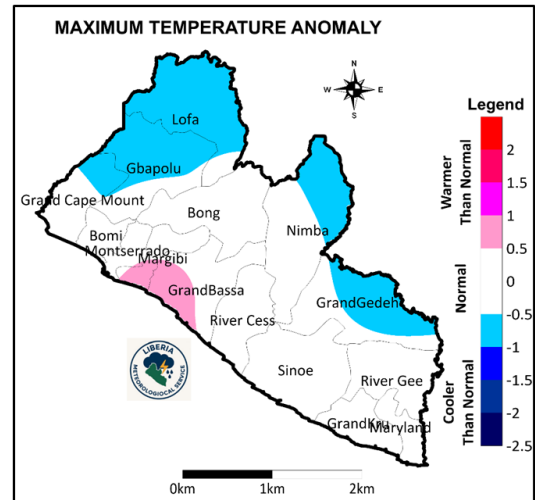 MAXIMUM TEMPERATURE ANOMALY
N
W E
S
Legend
Warmer
Than Normal
Normal
Cooler
Than Normal
2
1.5
1
0.5
0
-0.5
-1
-1.5
-2
-2.5
Lofa
Gbapolu
Grand Cape Mount
Bong
Bomi
Montserrado
Margibi
Nimba
GrandBassa
GrandGedeh
River Cess
Sinoe
River Gee
GrandKru
Maryland
LIBERIA
METEOROLOGIOCAL SERVICE
0km 1km 2km